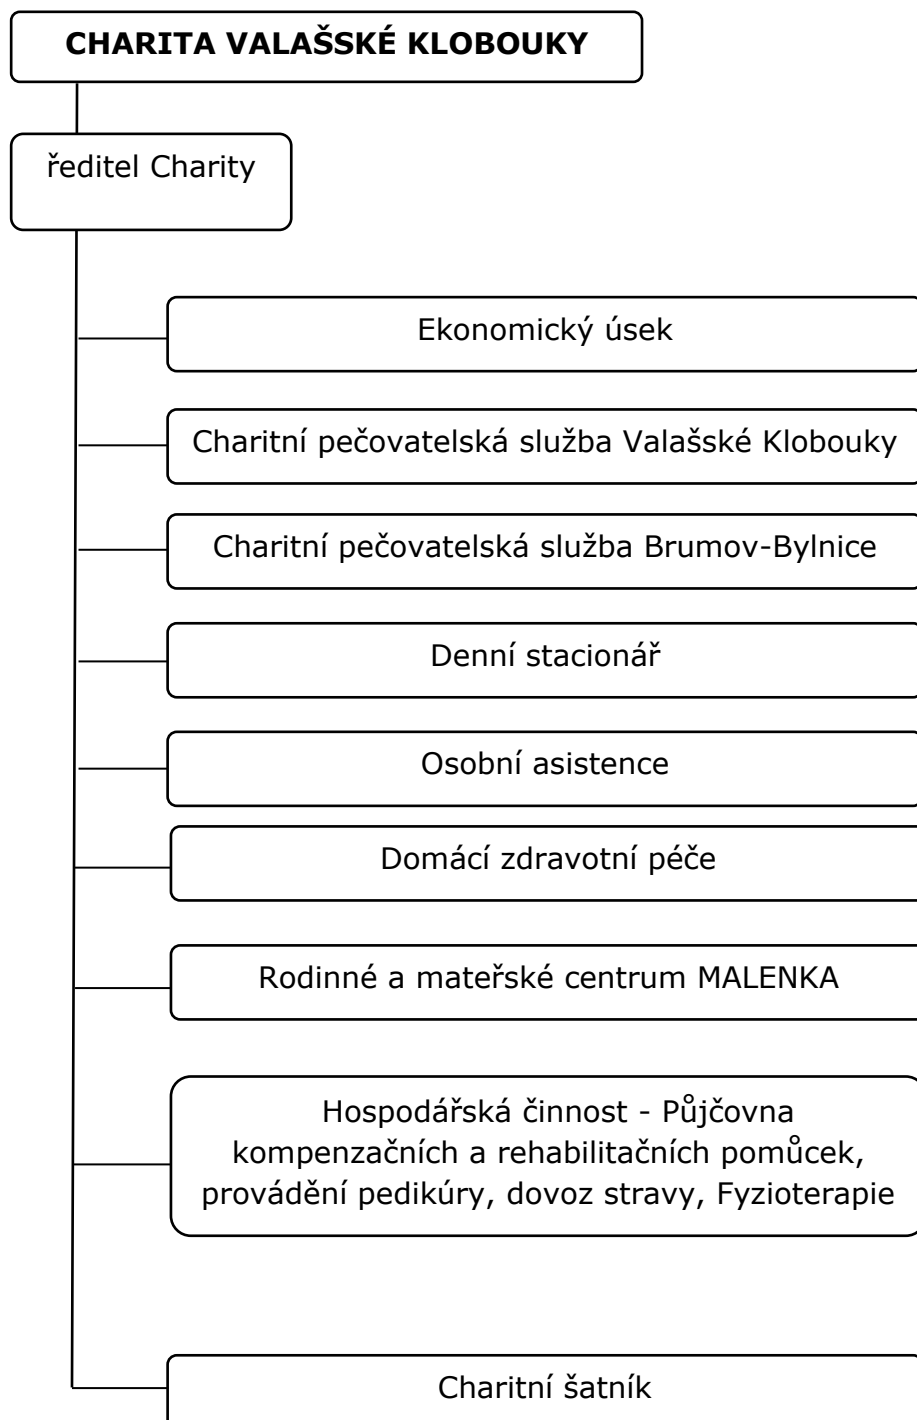 CHARITA VALAŠSKÉ KLOBOUKY
ředitel Charity
Ekonomický úsek
Charitní pečovatelská služba Valašské Klobouky
Charitní pečovatelská služba Brumov-Bylnice
Denní stacionář
Osobní asistence
Domácí zdravotní péče
Rodinné a mateřské centrum MALENKA
Hospodářská činnost - Půjčovna
kompenzačních a rehabilitačních pomůcek,
provádění pedikúry, dovoz stravy, Fyzioterapie
Charitní šatník